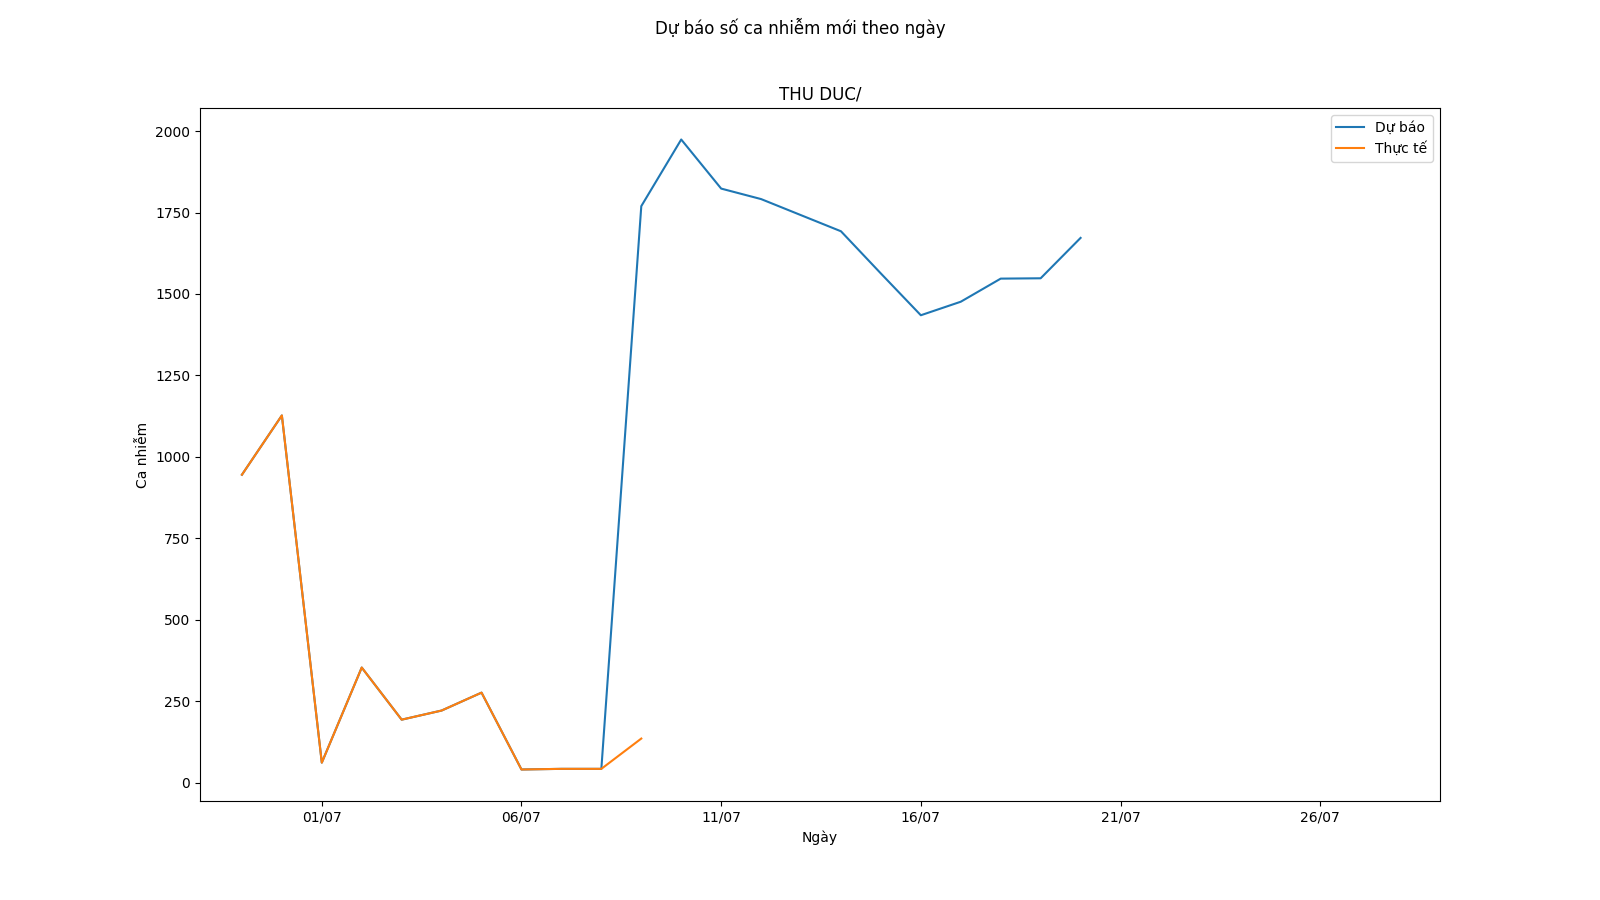 Dự báo số ca nhiễm mới theo ngày
THU DUC/
Dự báo
Thực tế
2000
1750
1500
1250
1000
750
500
250
0
Ca nhiễm
01/07
06/07
11/07
16/07
21/07
26/07
Ngày